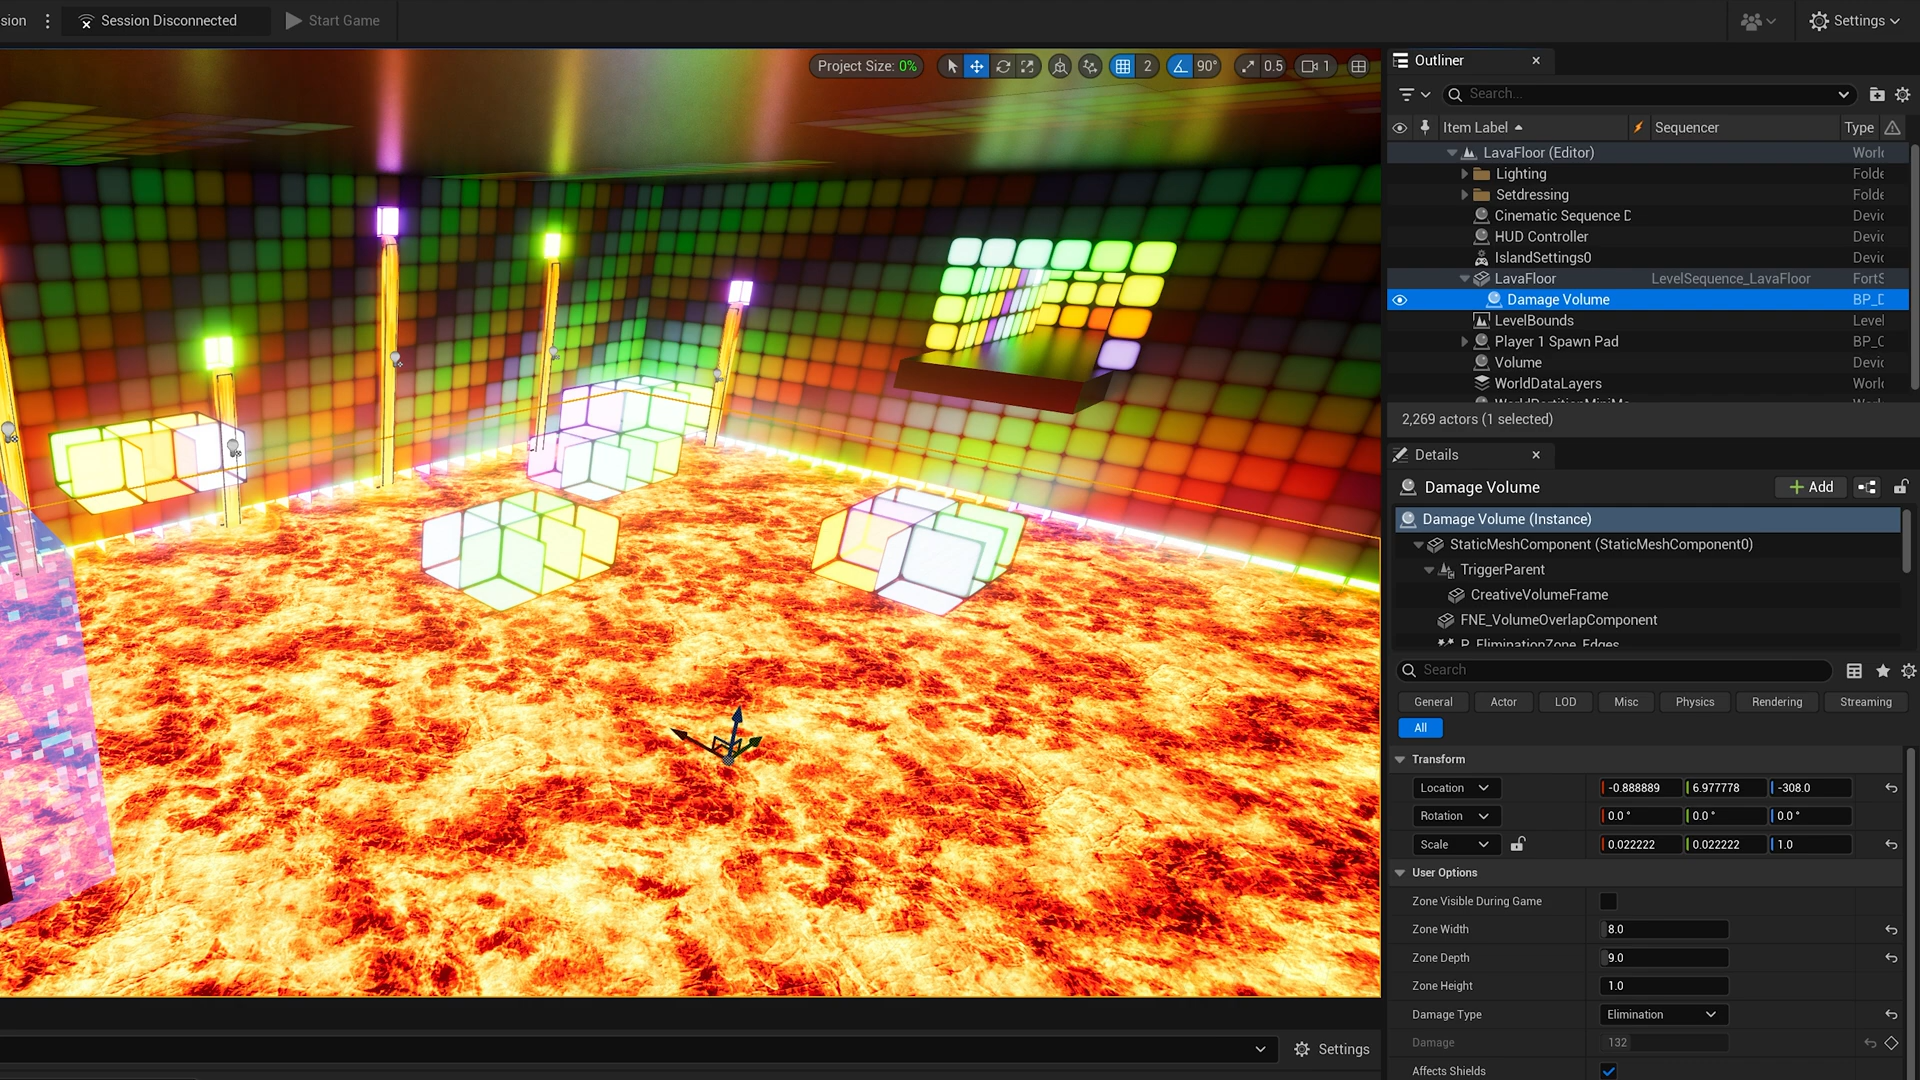 sion
Session Disconnected
Start Game
Settings
Project Size: 0%
2
90°
0.5
1
Outliner
Search...
Item Label
Sequencer
Type
LavaFloor (Editor)
Lighting
Setdressing
Cinematic Sequence D
HUD Controller
IslandSettings0
LavaFloor LevelSequence_LavaFloor FortS
Damage Volume BP_D
LevelBounds Level
Player 1 Spawn Pad BP_C
Volume
WorldDataLayers
2,269 actors (1 selected)
Details
Damage Volume
Add
Damage Volume (Instance)
StaticMeshComponent (StaticMeshComponent0)
TriggerParent
CreativeVolumeFrame
FNE_VolumeOverlapComponent
P_EliminationZone_Edges
Search
General Actor LOD Misc Physics Rendering Streaming
All
Transform
Location -0.888889 6.977778 -308.0
Rotation 0.0 ° 0.0 ° 0.0 °
Scale 0.022222 0.022222 1.0
User Options
Zone Visible During Game
Zone Width 8.0
Zone Depth 9.0
Zone Height 1.0
Damage Type Elimination
Damage 132
Affects Shields
Settings